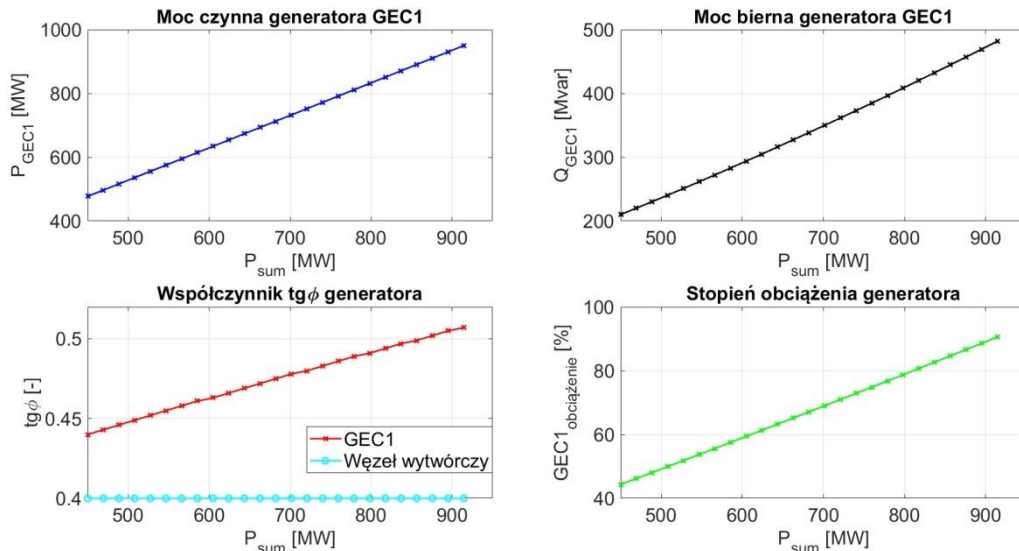 Moc czynna generatora GEC1
1000
800
600
400
P_GEC1 [MW]
500 600 700 800 900
P_sum [MW]
Moc bierna generatora GEC1
500
400
300
200
Q_GEC1 [Mvar]
500 600 700 800 900
P_sum [MW]
Współczynnik tgϕ generatora
0.5
0.45
0.4
tgϕ [-]
GEC1
Węzeł wytwórczy
500 600 700 800 900
P_sum [MW]
Stopień obciążenia generatora
100
80
60
40
GEC1_obciążenie [%]
500 600 700 800 900
P_sum [MW]